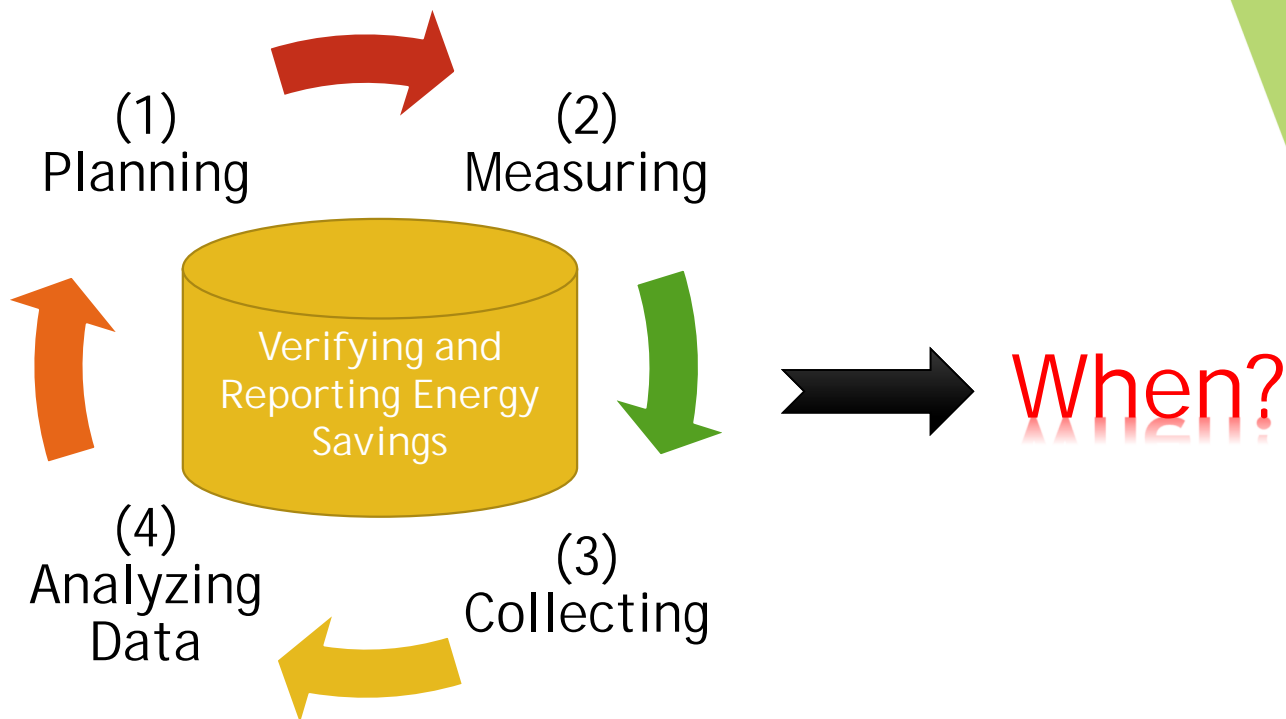 (1)
Planning
(2)
Measuring
Verifying and
Reporting Energy
Savings
When?
(4)
Analyzing
Data
(3)
Collecting